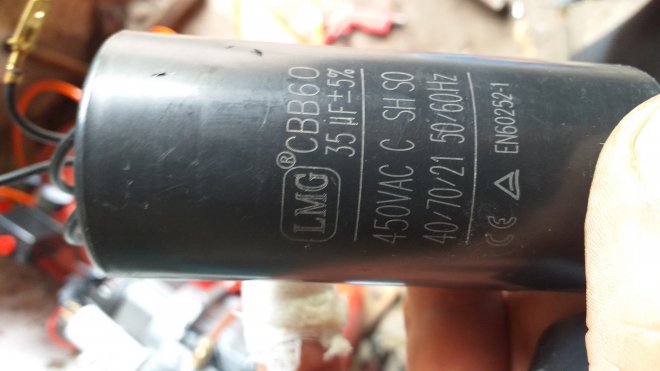 LMG® CBB60
35 µF±5%
450VAC C SH S0
40/70/21 50/60Hz
CE EN60252-1